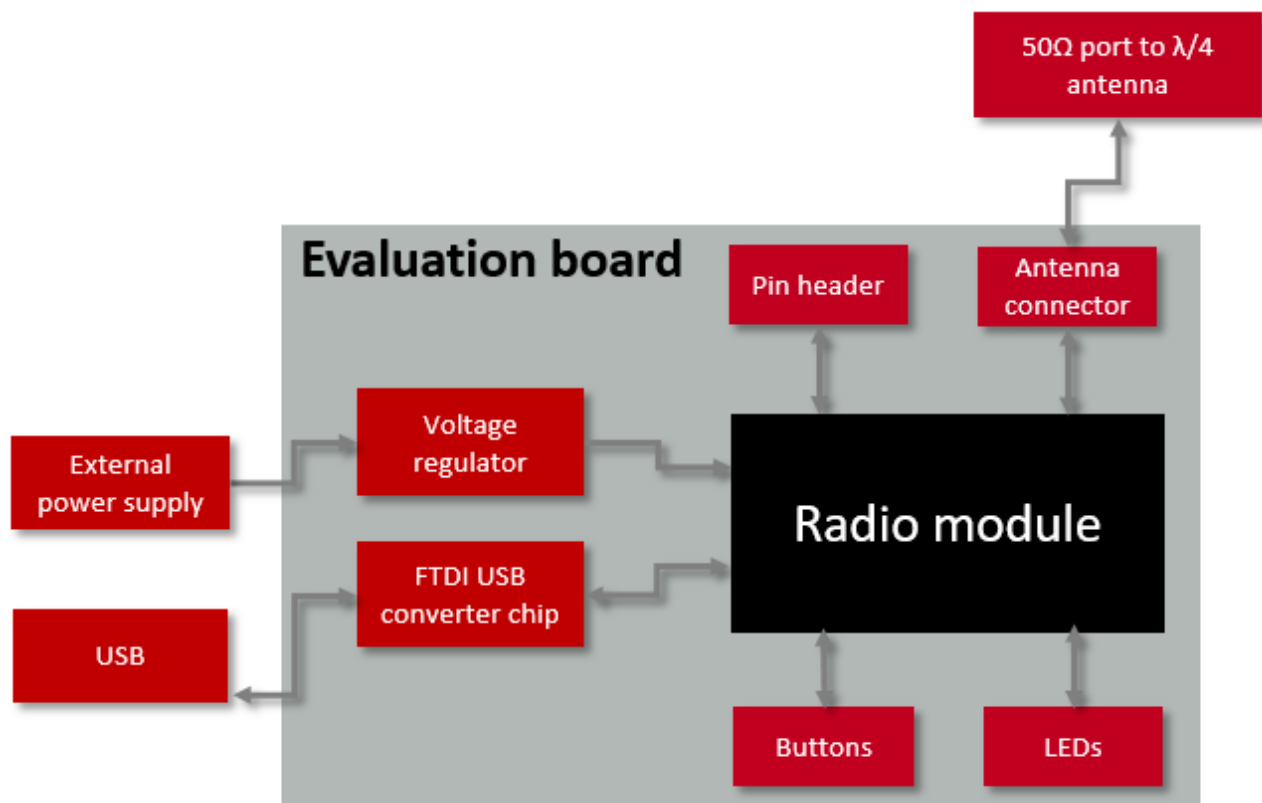 50Ω port to λ/4
antenna
Evaluation board
Pin header
Antenna
connector
Voltage
regulator
External
power supply
Radio module
FTDI USB
converter chip
USB
Buttons
LEDs